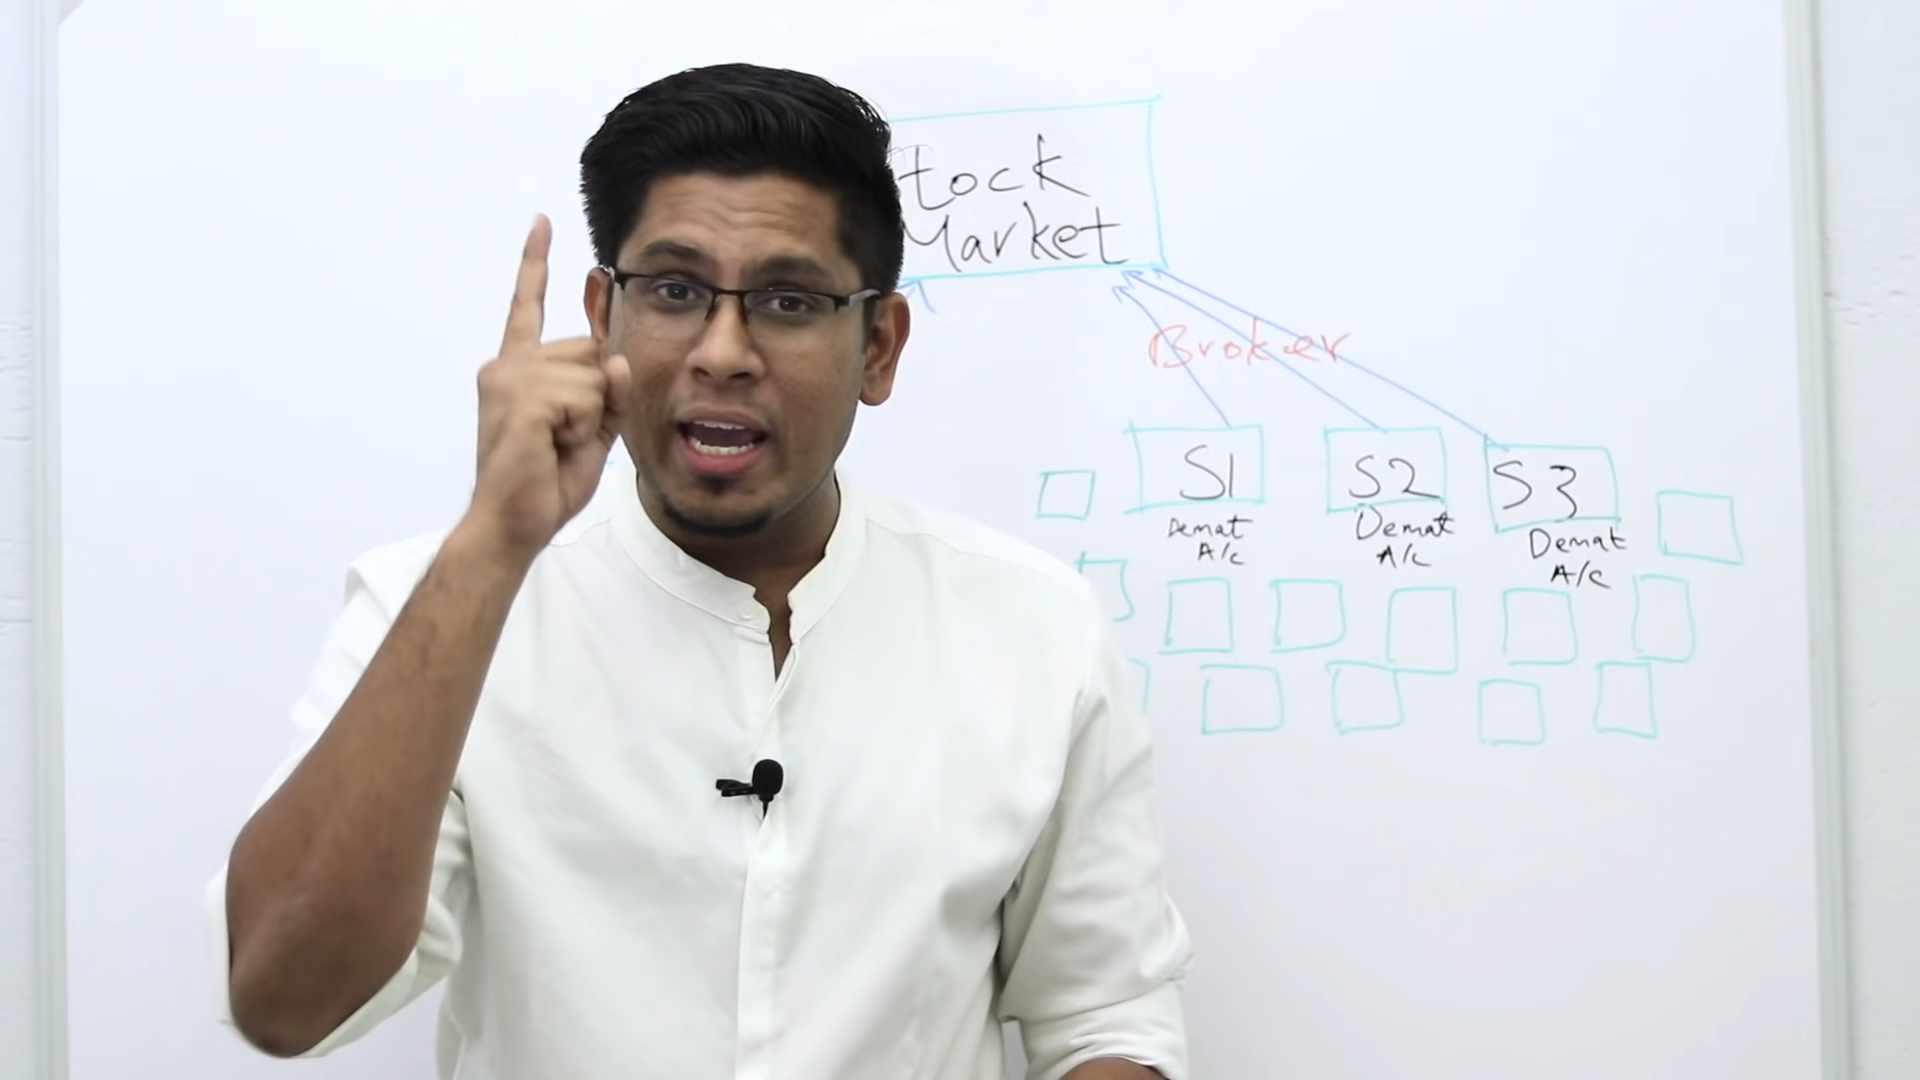 tock
Market
Broker
S1
Demat
A/c
S2
Demat
A/c
S3
Demat
A/c